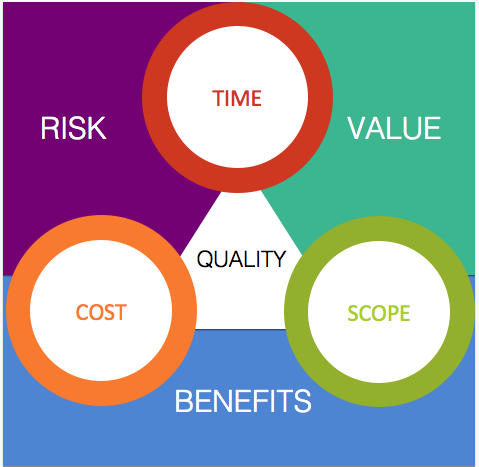 TIME
RISK
VALUE
QUALITY
COST
SCOPE
BENEFITS